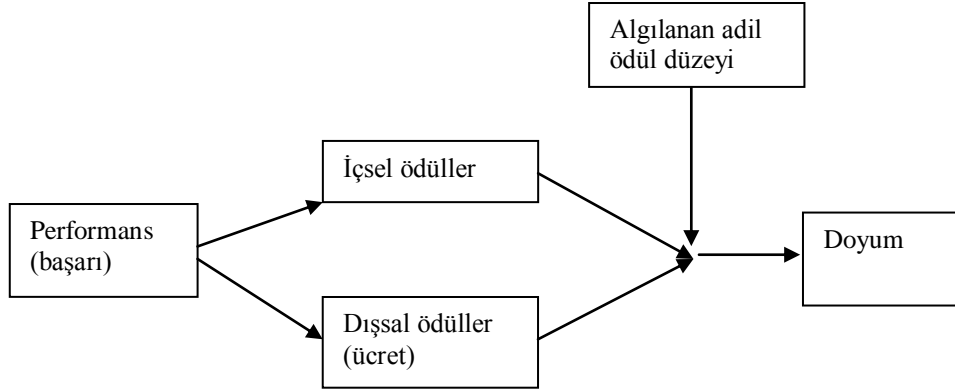 Algılanan adil
ödül düzeyi
İçsel ödüller
Performans
(başarı)
Doyum
Dışsal ödüller
(ücret)